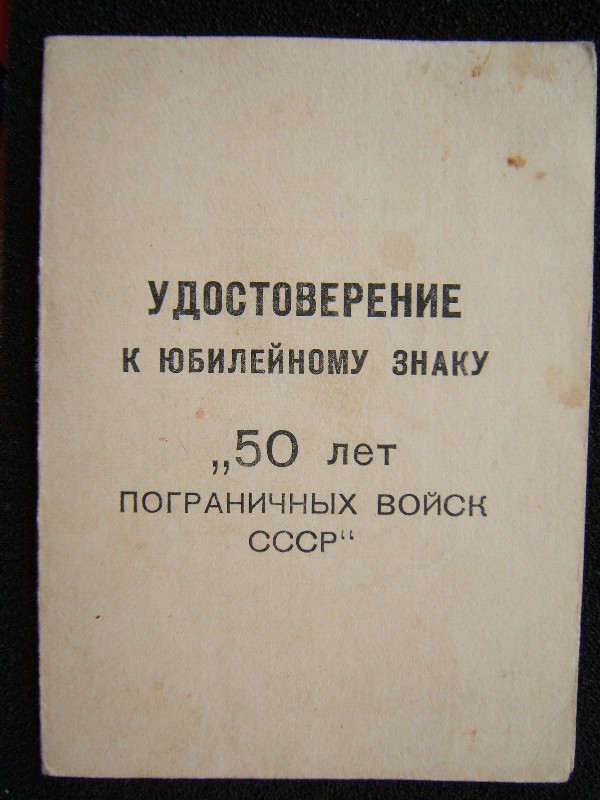 УДОСТОВЕРЕНИЕ
К ЮБИЛЕЙНОМУ ЗНАКУ
„50 лет
ПОГРАНИЧНЫХ ВОЙСК
СССР“